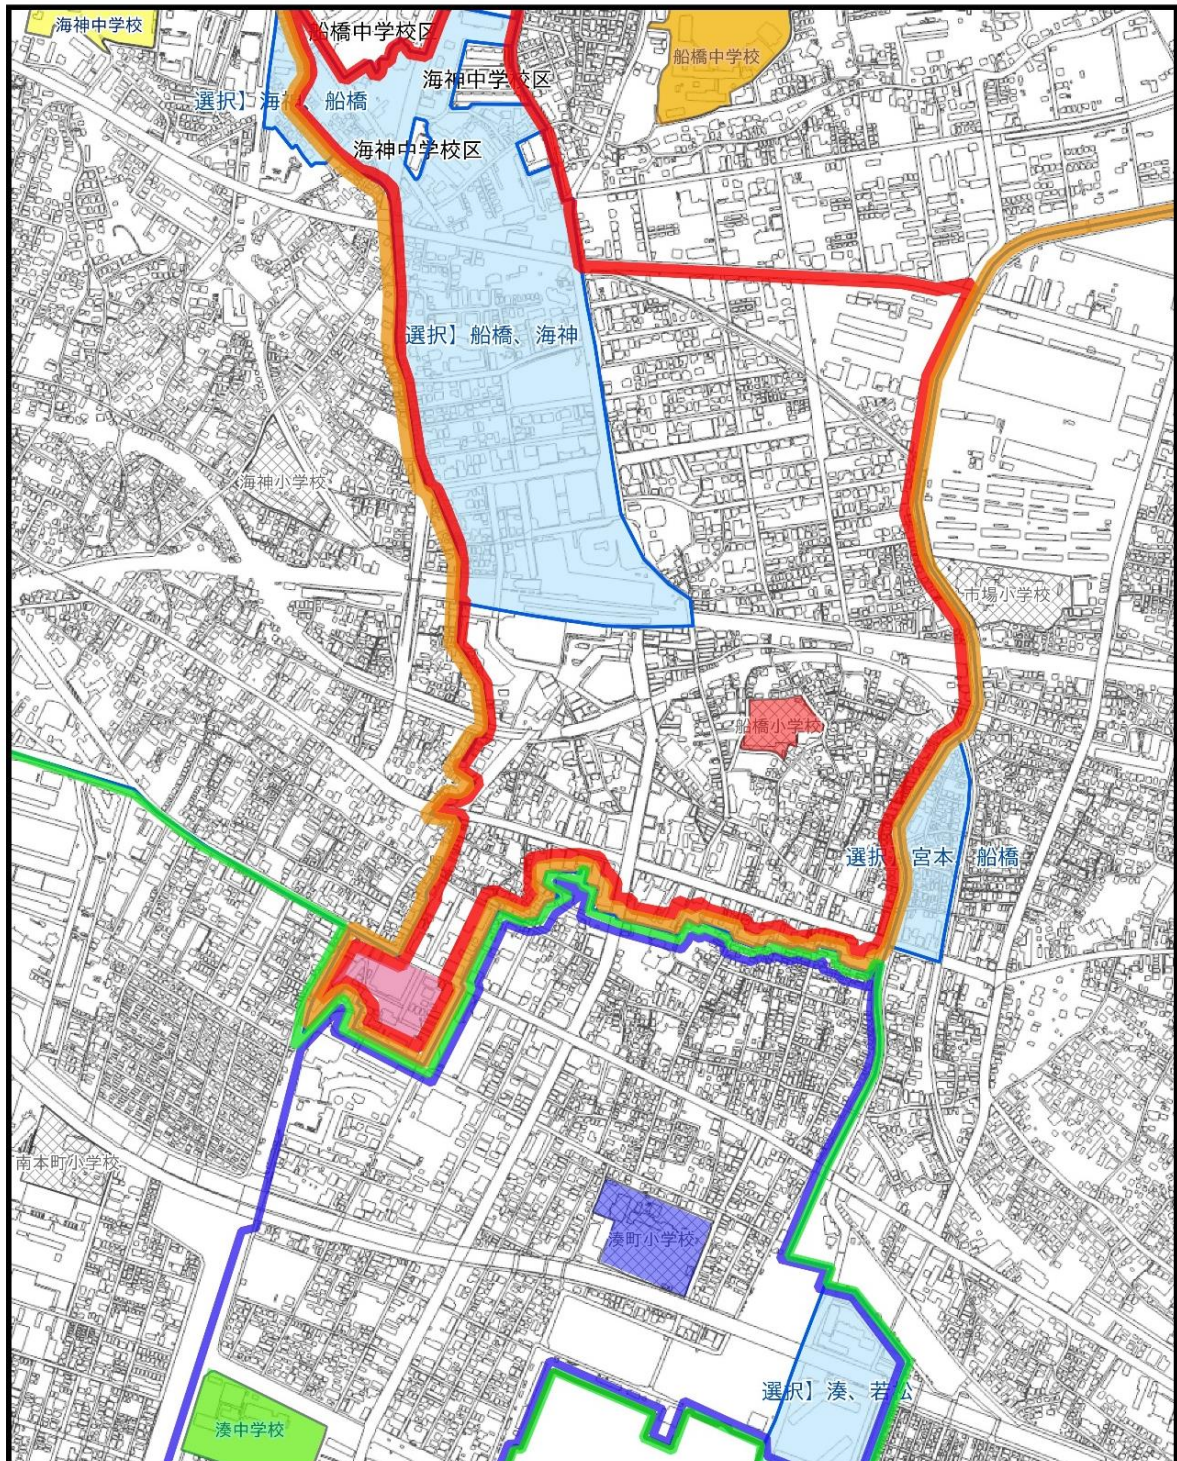 海神中学校
船橋中学校区
船橋中学校
海神中学校区
選択】海神、船橋
海神中学校区
選択】船橋、海神
海神小学校
市場小学校
船橋小学校
選択】宮本、船橋
南本町小学校
湊町小学校
選択】湊、若松
湊中学校